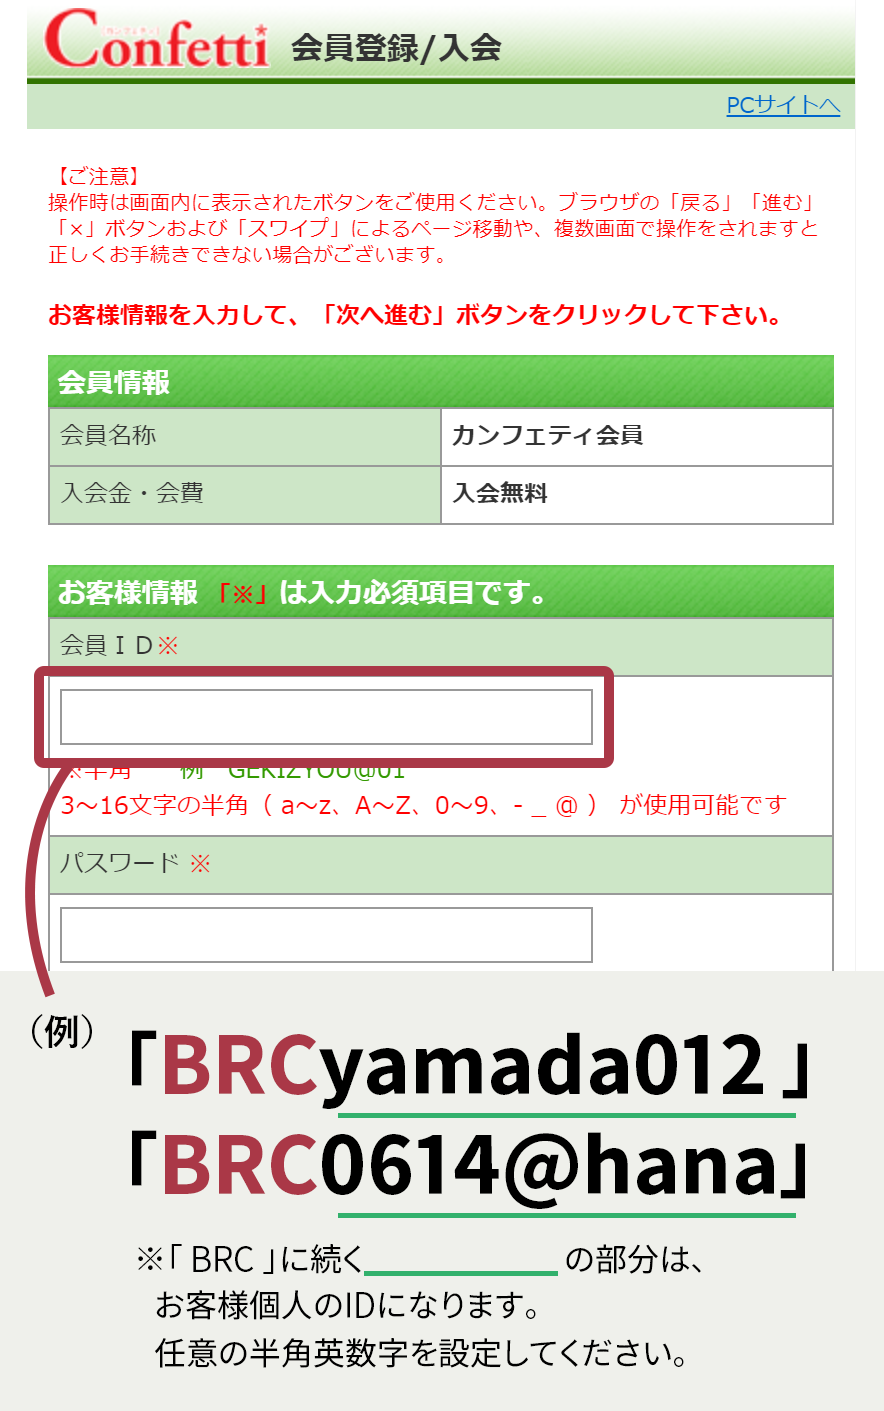 Confetti 会員登録/入会
PCサイトへ
【ご注意】
操作時は画面内に表示されたボタンをご使用ください。ブラウザの「戻る」「進む」
「×」ボタンおよび「スワイプ」によるページ移動や、複数画面で操作をされますと
正しくお手続きできない場合がございます。
お客様情報を入力して、「次へ進む」ボタンをクリックして下さい。
会員情報
会員名称 カンフェティ会員
入会金・会費 入会無料
お客様情報 「※」は入力必須項目です。
会員ＩＤ※
※半角 例 GEKIZYOU@01
3～16文字の半角（ a～z、A～Z、0～9、- _ @ ） が使用可能です
パスワード ※
（例）
「BRCyamada012」
「BRC0614@hana」
※「 BRC 」に続く の部分は、
お客様個人のIDになります。
任意の半角英数字を設定してください。